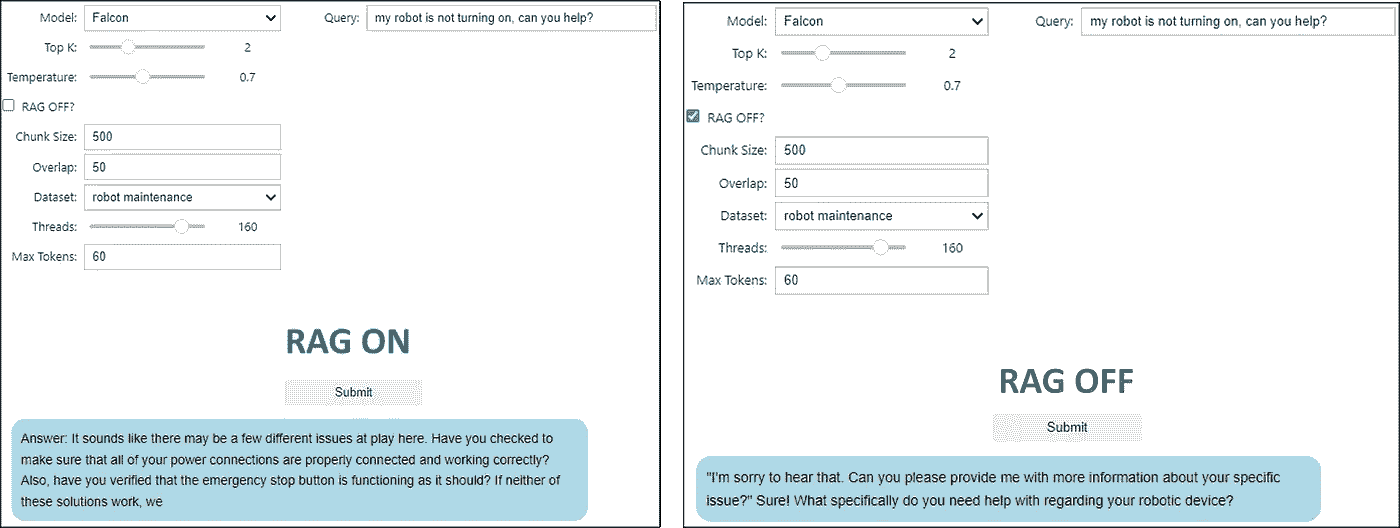 Model: Falcon Query: my robot is not turning on, can you help?
Top K: 2
Temperature: 0.7
RAG OFF?
Chunk Size: 500
Overlap: 50
Dataset: robot maintenance
Threads: 160
Max Tokens: 60
RAG ON
Submit
Answer: It sounds like there may be a few different issues at play here. Have you checked to
make sure that all of your power connections are properly connected and working correctly?
Also, have you verified that the emergency stop button is functioning as it should? If neither of
these solutions work, we
Model: Falcon Query: my robot is not turning on, can you help?
Top K: 2
Temperature: 0.7
RAG OFF?
Chunk Size: 500
Overlap: 50
Dataset: robot maintenance
Threads: 160
Max Tokens: 60
RAG OFF
Submit
"I'm sorry to hear that. Can you please provide me with more information about your specific
issue?" Sure! What specifically do you need help with regarding your robotic device?